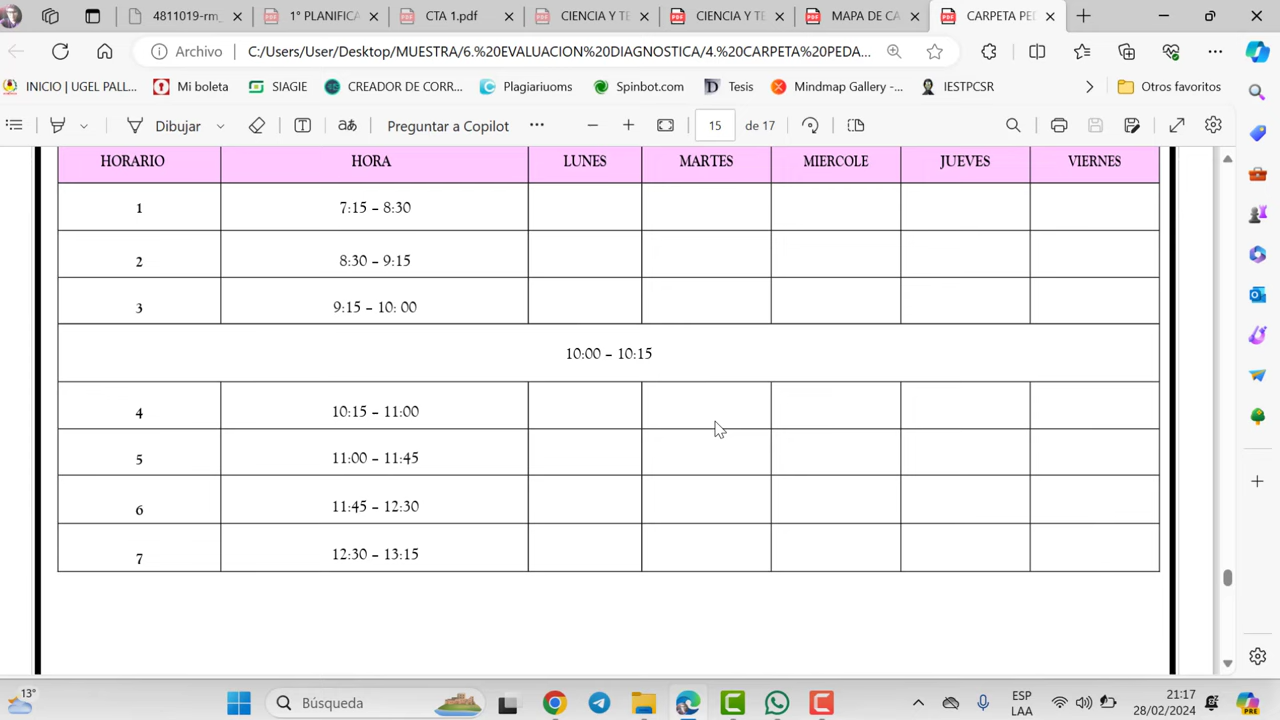 4811019-rm_
1° PLANIFICA
CTA 1.pdf
CIENCIA Y TE
CIENCIA Y TE
MAPA DE CA
CARPETA PE
Archivo
C:/Users/User/Desktop/MUESTRA/6.%20EVALUACION%20DIAGNOSTICA/4.%20CARPETA%20PEDA...
INICIO | UGEL PALL...
Mi boleta
SIAGIE
CREADOR DE CORR...
Plagiariuoms
Spinbot.com
Tesis
Mindmap Gallery -...
IESTPCSR
Otros favoritos
Dibujar
aあ
Preguntar a Copilot
15 de 17
HORARIO HORA LUNES MARTES MIERCOLE JUEVES VIERNES
1 7:15 – 8:30
2 8:30 – 9:15
3 9:15 – 10: 00
10:00 – 10:15
4 10:15 – 11:00
5 11:00 – 11:45
6 11:45 – 12:30
7 12:30 – 13:15
13°
Búsqueda
ESP
LAA
21:17
28/02/2024
PRE